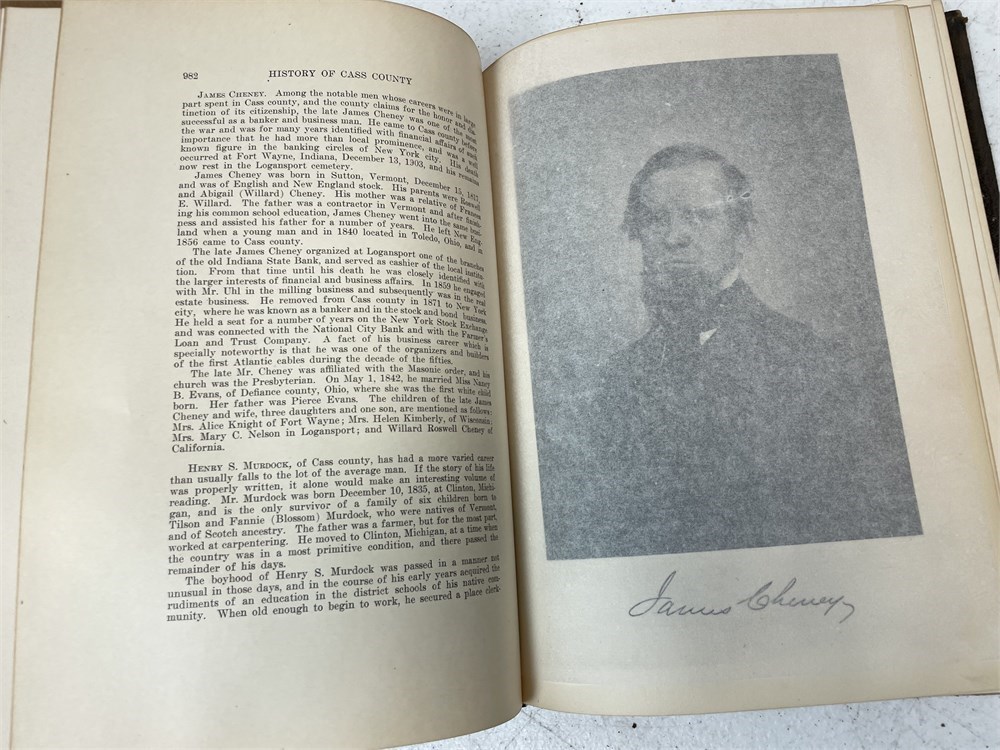 982 HISTORY OF CASS COUNTY
JAMES CHENEY. Among the notable men whose careers were in large
part spent in Cass county, and the county claims for the honor and dis-
tinction of its citizenship, the late James Cheney was one of the most
successful as a banker and business man. He came to Cass county before
the war and was for many years identified with financial affairs of such
importance that he had more than local prominence, and was a well
known figure in the banking circles of New York city. His death
occurred at Fort Wayne, Indiana, December 13, 1903, and his remains
now rest in the Logansport cemetery.
James Cheney was born in Sutton, Vermont, December 15, 1817,
and was of English and New England stock. His parents were Roswell
and Abigail (Willard) Cheney. His mother was a relative of Frances
E. Willard. The father was a contractor in Vermont and after finish-
ing his common school education, James Cheney went into the same busi-
ness and assisted his father for a number of years. He left New Eng-
land when a young man and in 1840 located in Toledo, Ohio, and in
1856 came to Cass county.
The late James Cheney organized at Logansport one of the branches
of the old Indiana State Bank, and served as cashier of the local institu-
tion. From that time until his death he was closely identified with
the larger interests of financial and business affairs. In 1859 he engaged
with Mr. Uhl in the milling business and subsequently was in the real
estate business. He removed from Cass county in 1871 to New York
city, where he was known as a banker and in the stock and bond business.
He held a seat for a number of years on the New York Stock Exchange
and was connected with the National City Bank and with the Farmer's
Loan and Trust Company. A fact of his business career which is
specially noteworthy is that he was one of the organizers and builders
of the first Atlantic cables during the decade of the fifties.
The late Mr. Cheney was affiliated with the Masonic order, and his
church was the Presbyterian. On May 1, 1842, he married Miss Nancy
B. Evans, of Defiance county, Ohio, where she was the first white child
born. Her father was Pierce Evans. The children of the late James
Cheney and wife, three daughters and one son, are mentioned as follows:
Mrs. Alice Knight of Fort Wayne; Mrs. Helen Kimberly, of Wisconsin;
Mrs. Mary C. Nelson in Logansport; and Willard Roswell Cheney of
California.
HENRY S. MURDOCK, of Cass county, has had a more varied career
than usually falls to the lot of the average man. If the story of his life
was properly written, it alone would make an interesting volume of
reading. Mr. Murdock was born December 10, 1835, at Clinton, Michi-
gan, and is the only survivor of a family of six children born to
Tilson and Fannie (Blossom) Murdock, who were natives of Vermont,
and of Scotch ancestry. The father was a farmer, but for the most part,
worked at carpentering. He moved to Clinton, Michigan, at a time when
the country was in a most primitive condition, and there passed the
remainder of his days.
The boyhood of Henry S. Murdock was passed in a manner not
unusual in those days, and in the course of his early years acquired the
rudiments of an education in the district schools of his native com-
munity. When old enough to begin to work, he secured a place clerk-
James Cheney